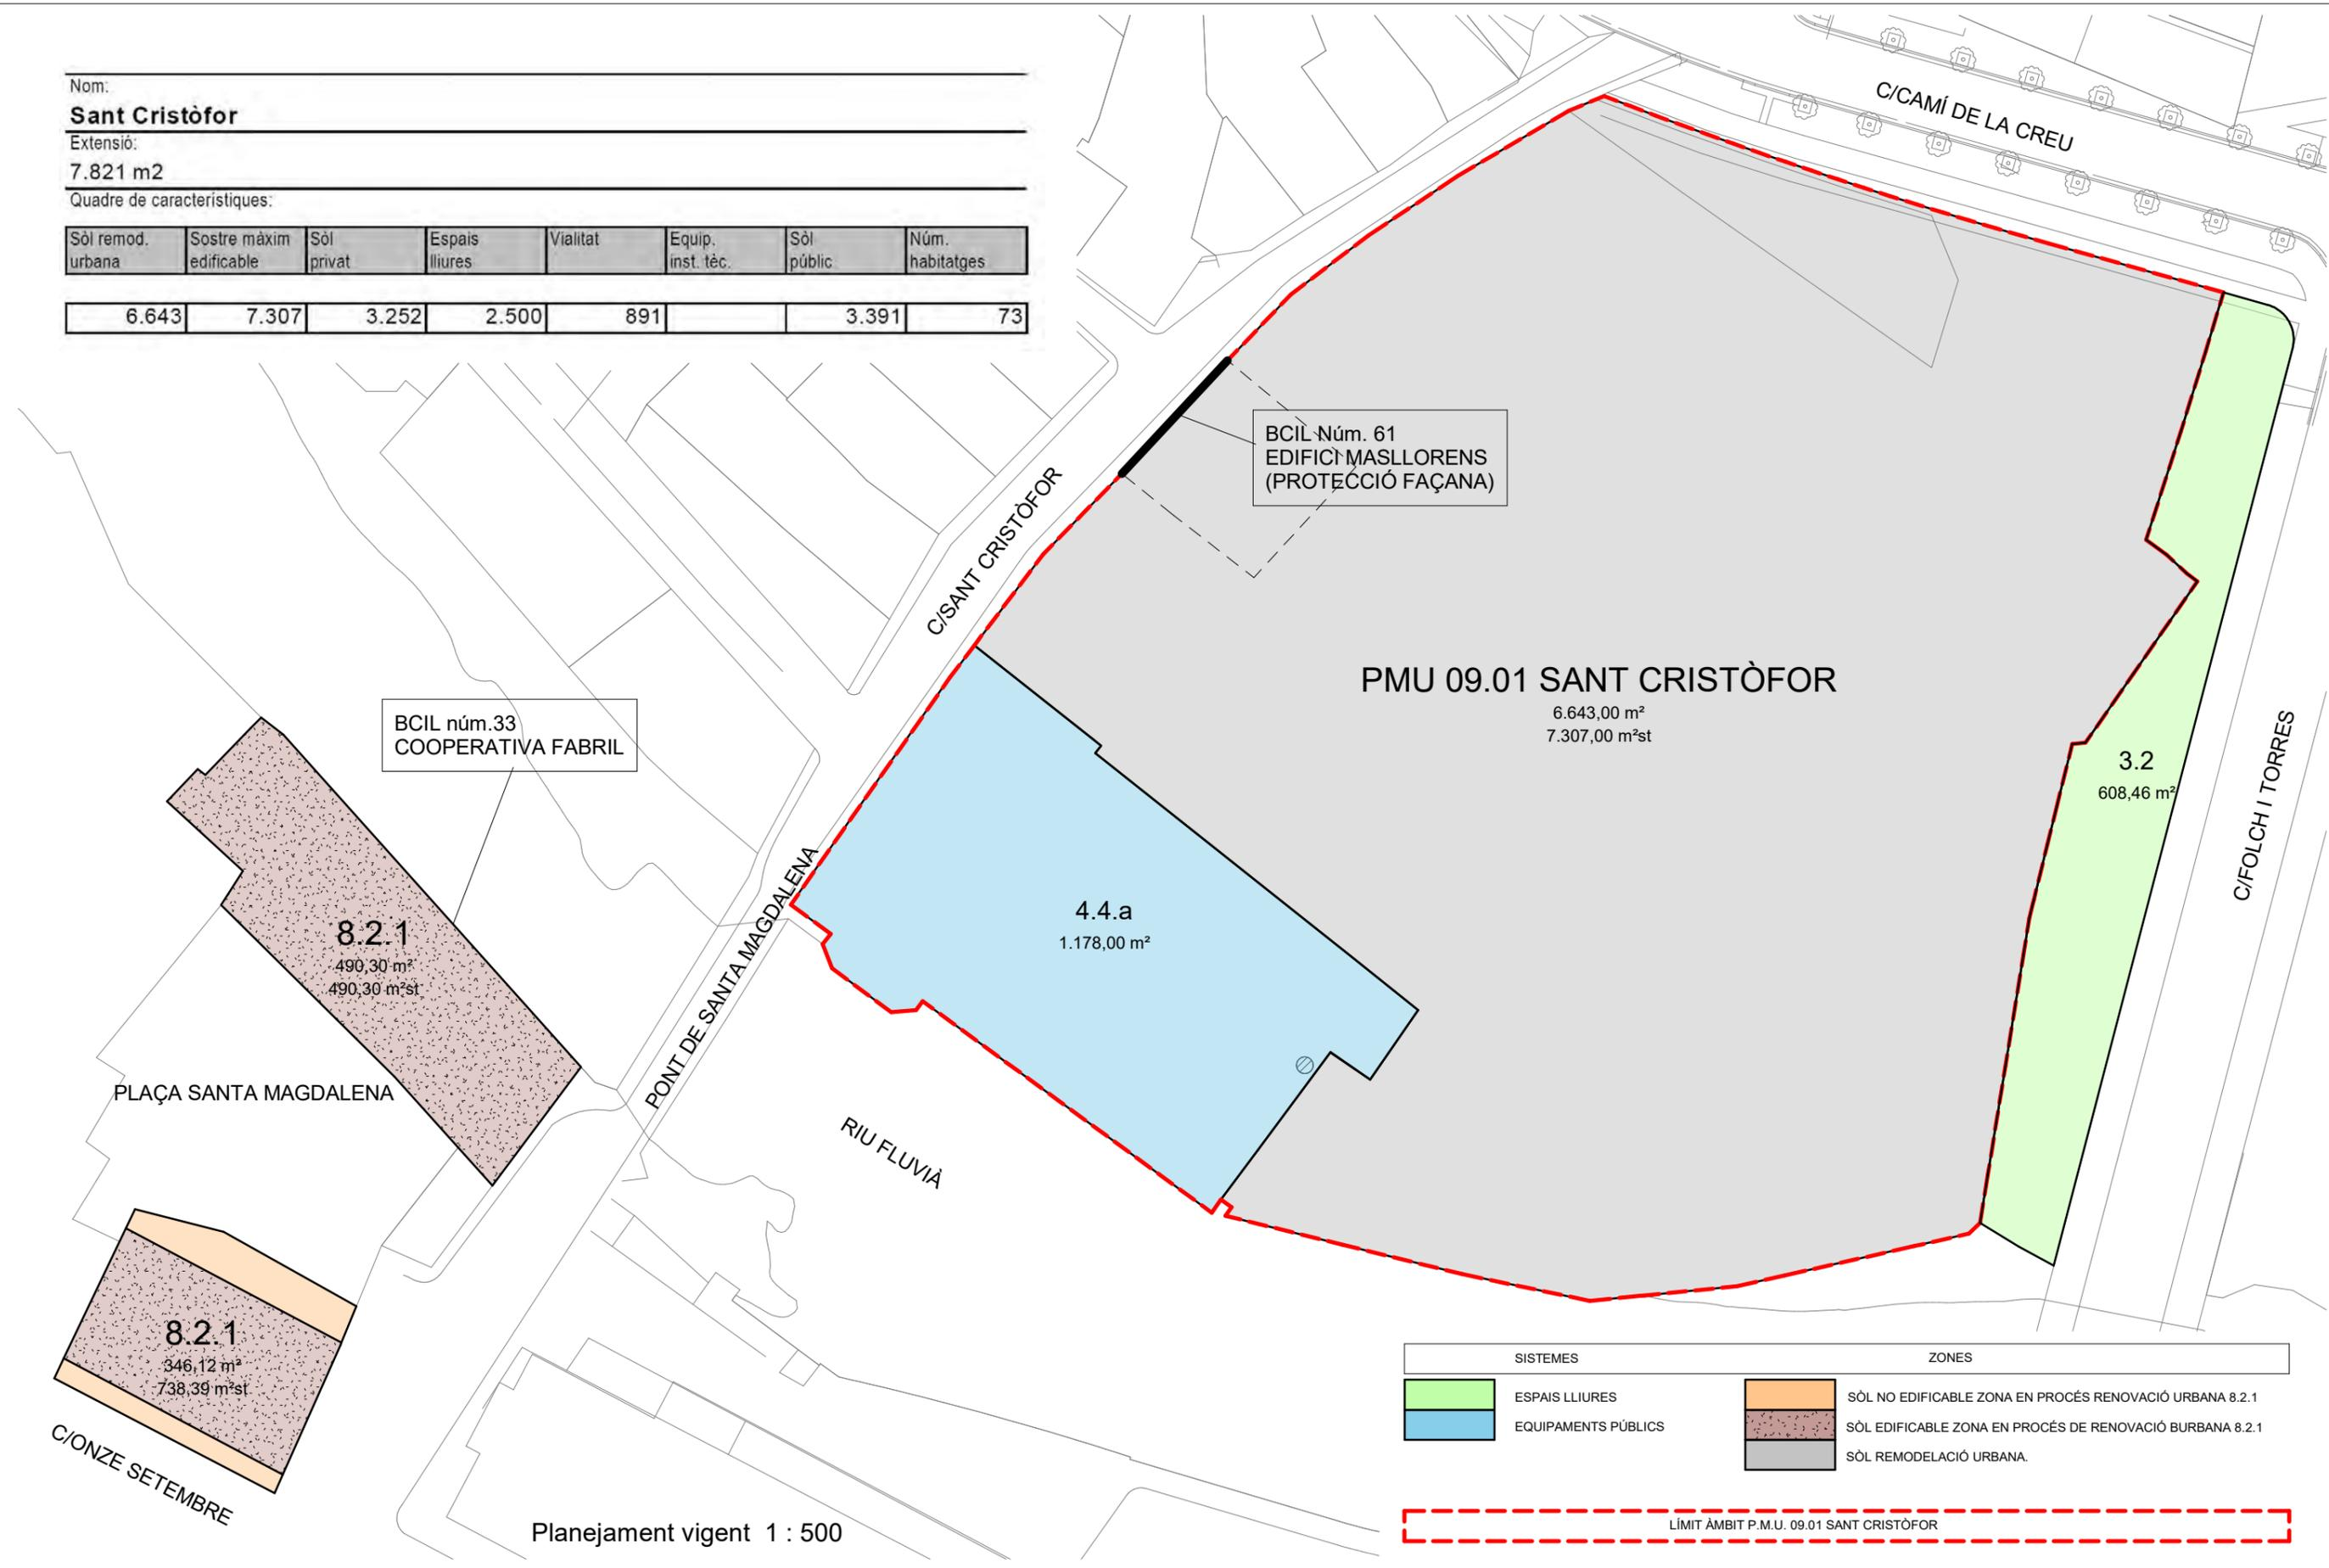 Nom:
Sant Cristòfor
Extensió:
7.821 m2
Quadre de característiques:
Sòl remod. urbana
Sostre màxim edificable
Sòl privat
Espais lliures
Vialitat
Equip. inst. tèc.
Sòl públic
Núm. habitatges
6.643 7.307 3.252 2.500 891 3.391 73
C/CAMÍ DE LA CREU
BCIL Núm. 61
EDIFICI MASLLORENS
(PROTECCIÓ FAÇANA)
C/SANT CRISTÒFOR
PMU 09.01 SANT CRISTÒFOR
6.643,00 m²
7.307,00 m²st
BCIL núm.33
COOPERATIVA FABRIL
3.2
608,46 m²
C/FOLCH I TORRES
4.4.a
1.178,00 m²
8.2.1
490,30 m²
490,30 m²st
PONT DE SANTA MAGDALENA
PLAÇA SANTA MAGDALENA
RIU FLUVIÀ
8.2.1
346,12 m²
738,39 m²st
C/ONZE SETEMBRE
Planejament vigent 1 : 500
SISTEMES
ZONES
ESPAIS LLIURES
EQUIPAMENTS PÚBLICS
SÒL NO EDIFICABLE ZONA EN PROCÉS RENOVACIÓ URBANA 8.2.1
SÒL EDIFICABLE ZONA EN PROCÉS DE RENOVACIÓ BURBANA 8.2.1
SÒL REMODELACIÓ URBANA.
LÍMIT ÀMBIT P.M.U. 09.01 SANT CRISTÒFOR